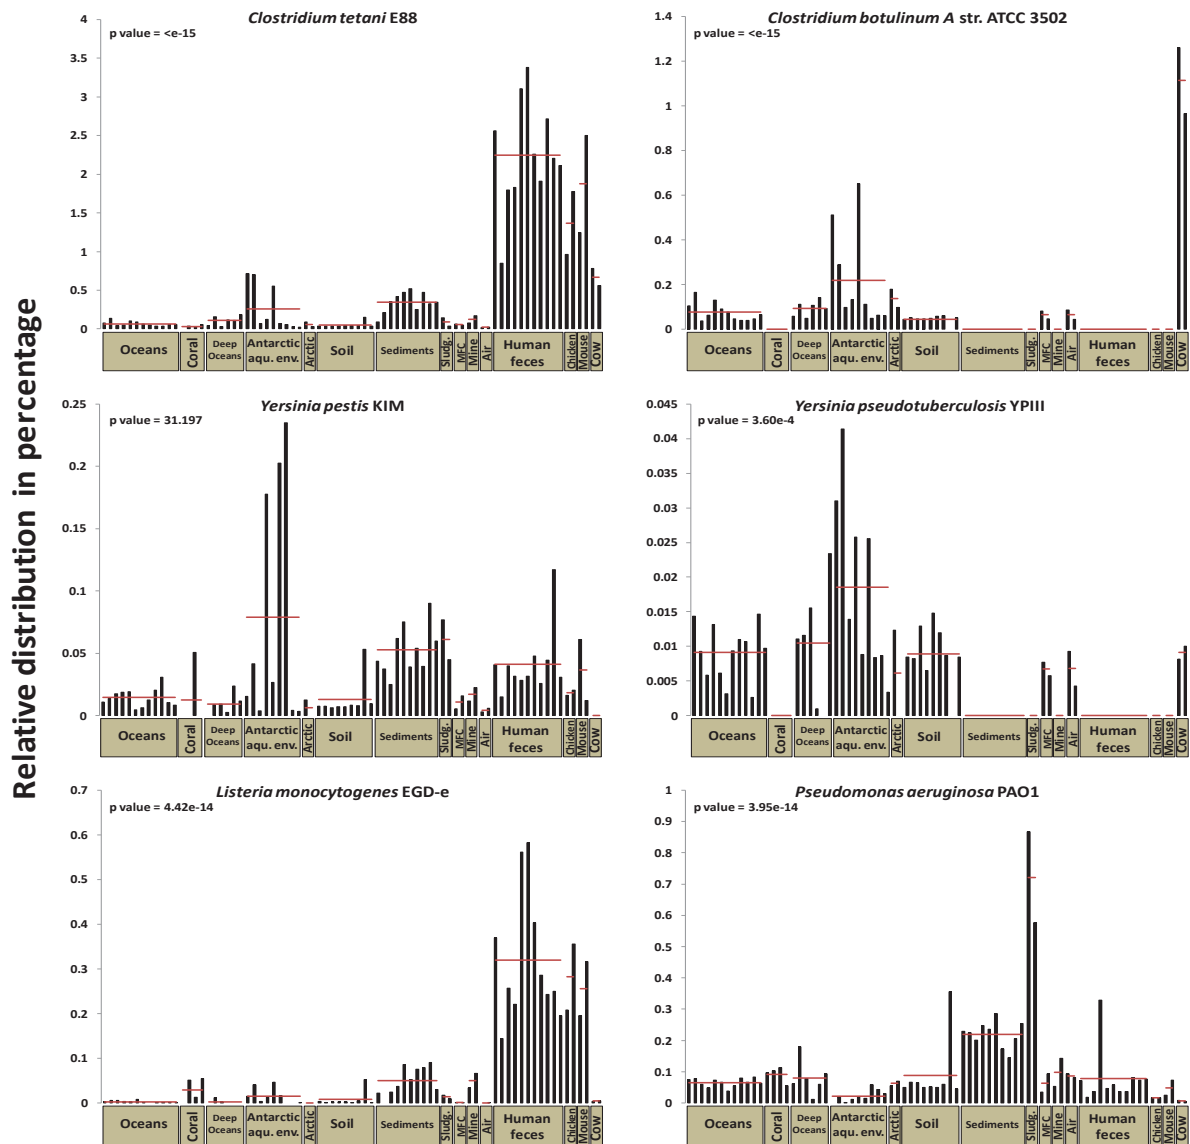 Relative distribution in percentage
Clostridium tetani E88
p value = <e-15
4
3.5
3
2.5
2
1.5
1
0.5
0
Oceans
Coral
Deep Oceans
Antarctic aqu. env.
Arctic
Soil
Sediments
Sludg.
MFC
Mine
Air
Human feces
Chicken
Mouse
Cow
Clostridium botulinum A str. ATCC 3502
p value = <e-15
1.4
1.2
1
0.8
0.6
0.4
0.2
0
Oceans
Coral
Deep Oceans
Antarctic aqu. env.
Arctic
Soil
Sediments
Sludg.
MFC
Mine
Air
Human feces
Chicken
Mouse
Cow
Yersinia pestis KIM
p value = 31.197
0.25
0.2
0.15
0.1
0.05
0
Oceans
Coral
Deep Oceans
Antarctic aqu. env.
Arctic
Soil
Sediments
Sludg.
MFC
Mine
Air
Human feces
Chicken
Mouse
Cow
Yersinia pseudotuberculosis YPIII
p value = 3.60e-4
0.045
0.04
0.035
0.03
0.025
0.02
0.015
0.01
0.005
0
Oceans
Coral
Deep Oceans
Antarctic aqu. env.
Arctic
Soil
Sediments
Sludg.
MFC
Mine
Air
Human feces
Chicken
Mouse
Cow
Listeria monocytogenes EGD-e
p value = 4.42e-14
0.7
0.6
0.5
0.4
0.3
0.2
0.1
0
Oceans
Coral
Deep Oceans
Antarctic aqu. env.
Arctic
Soil
Sediments
Sludg.
MFC
Mine
Air
Human feces
Chicken
Mouse
Cow
Pseudomonas aeruginosa PAO1
p value = 3.95e-14
1
0.9
0.8
0.7
0.6
0.5
0.4
0.3
0.2
0.1
0
Oceans
Coral
Deep Oceans
Antarctic aqu. env.
Arctic
Soil
Sediments
Sludg.
MFC
Mine
Air
Human feces
Chicken
Mouse
Cow